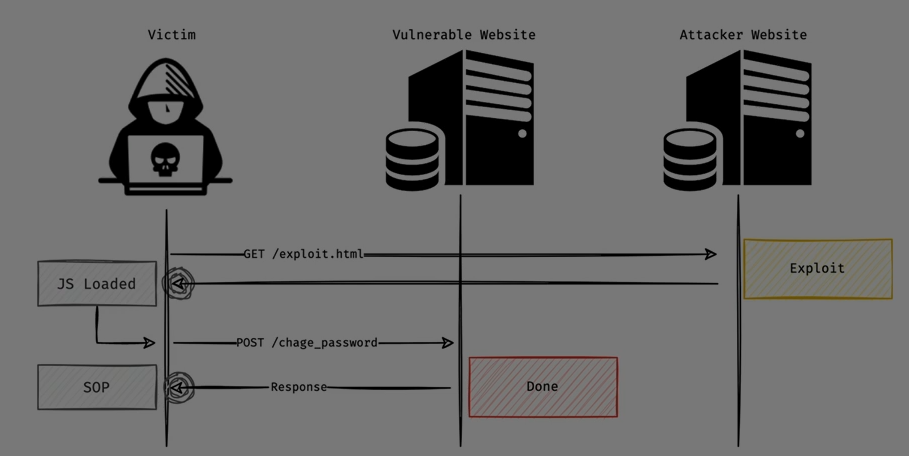 Victim
Vulnerable Website
Attacker Website
GET /exploit.html
Exploit
JS Loaded
POST /chage_password
SOP
Response
Done